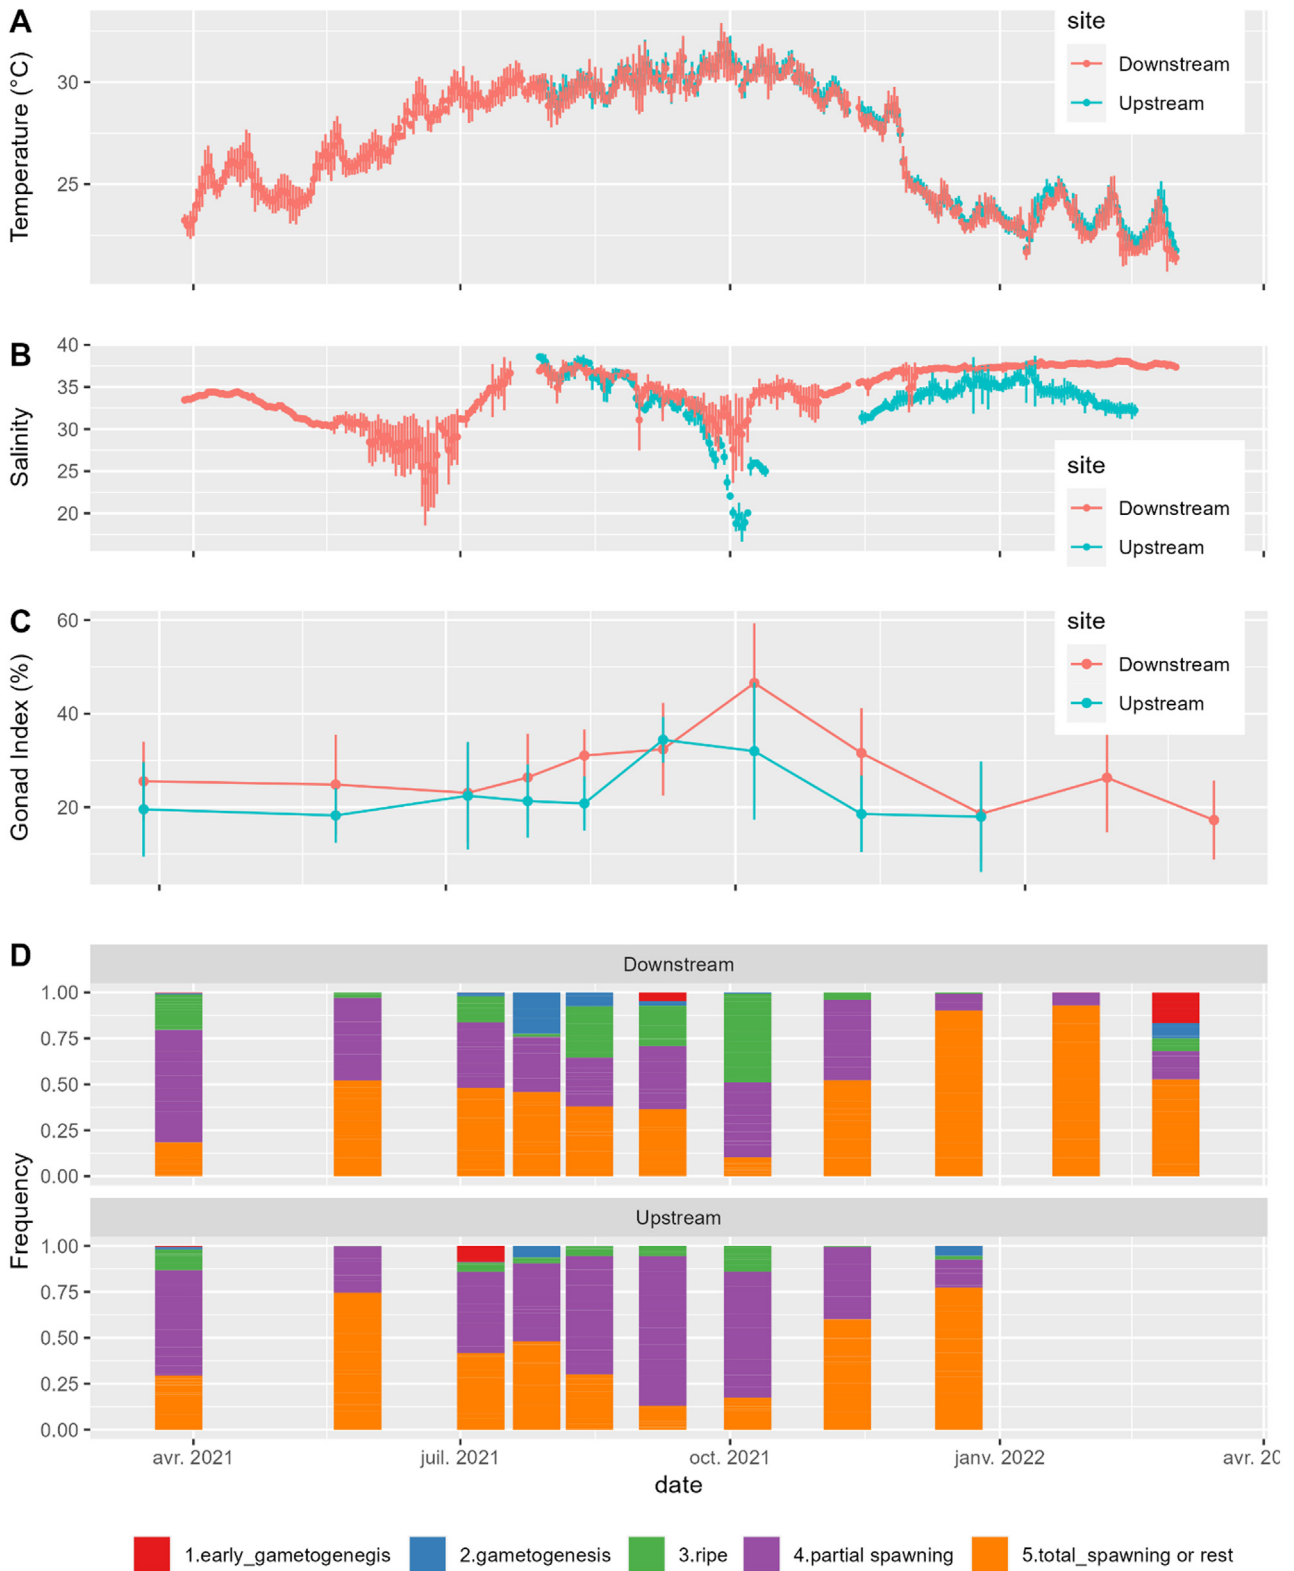 A
Temperature (°C)
30
25
site
Downstream
Upstream
B
Salinity
40
35
30
25
20
site
Downstream
Upstream
C
Gonad Index (%)
60
40
20
site
Downstream
Upstream
D
Frequency
Downstream
1.00
0.75
0.50
0.25
0.00
Upstream
1.00
0.75
0.50
0.25
0.00
avr. 2021 juil. 2021 oct. 2021 janv. 2022 avr. 20
date
1.early_gametogenegis 2.gametogenesis 3.ripe 4.partial spawning 5.total_spawning or rest